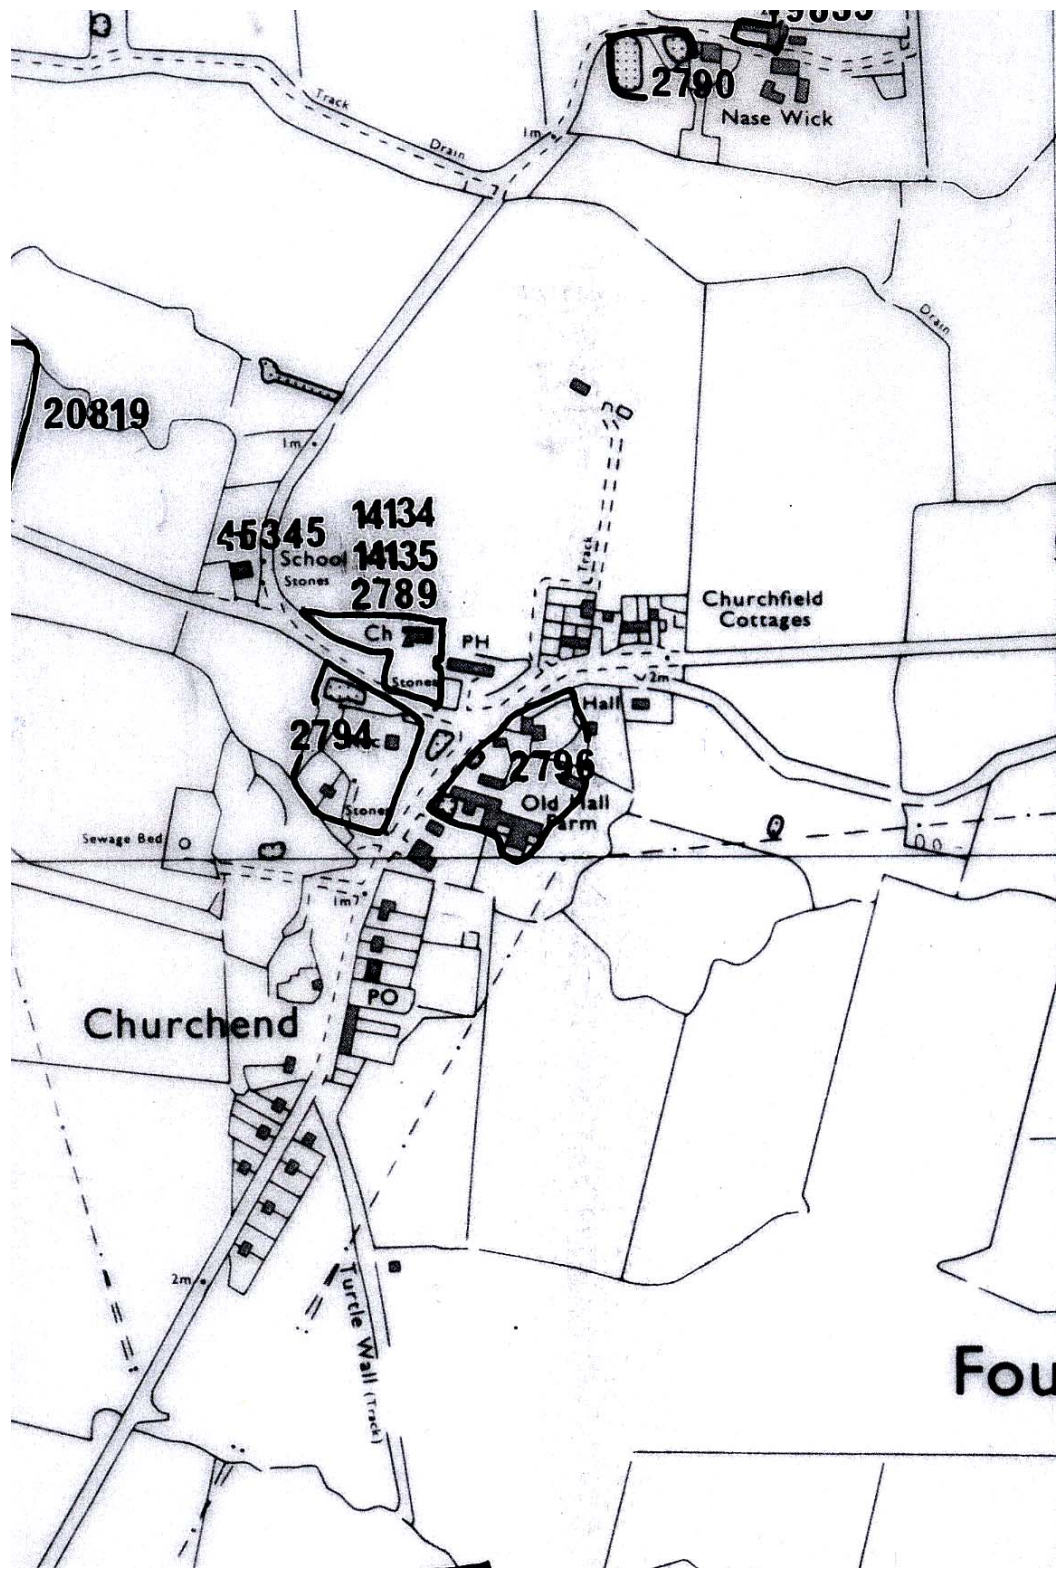 2790
Nase Wick
Track
Drain
1m
Drain
20819
1m
14134
14135
2789
School
Stones
Track
Churchfield
Cottages
Ch
PH
Stones
2m
Hall
2794
2796
Old Hall
Farm
Stones
Sewage Bed
1m7
PO
Churchend
2m
Turtle Wall (Track)
Fou